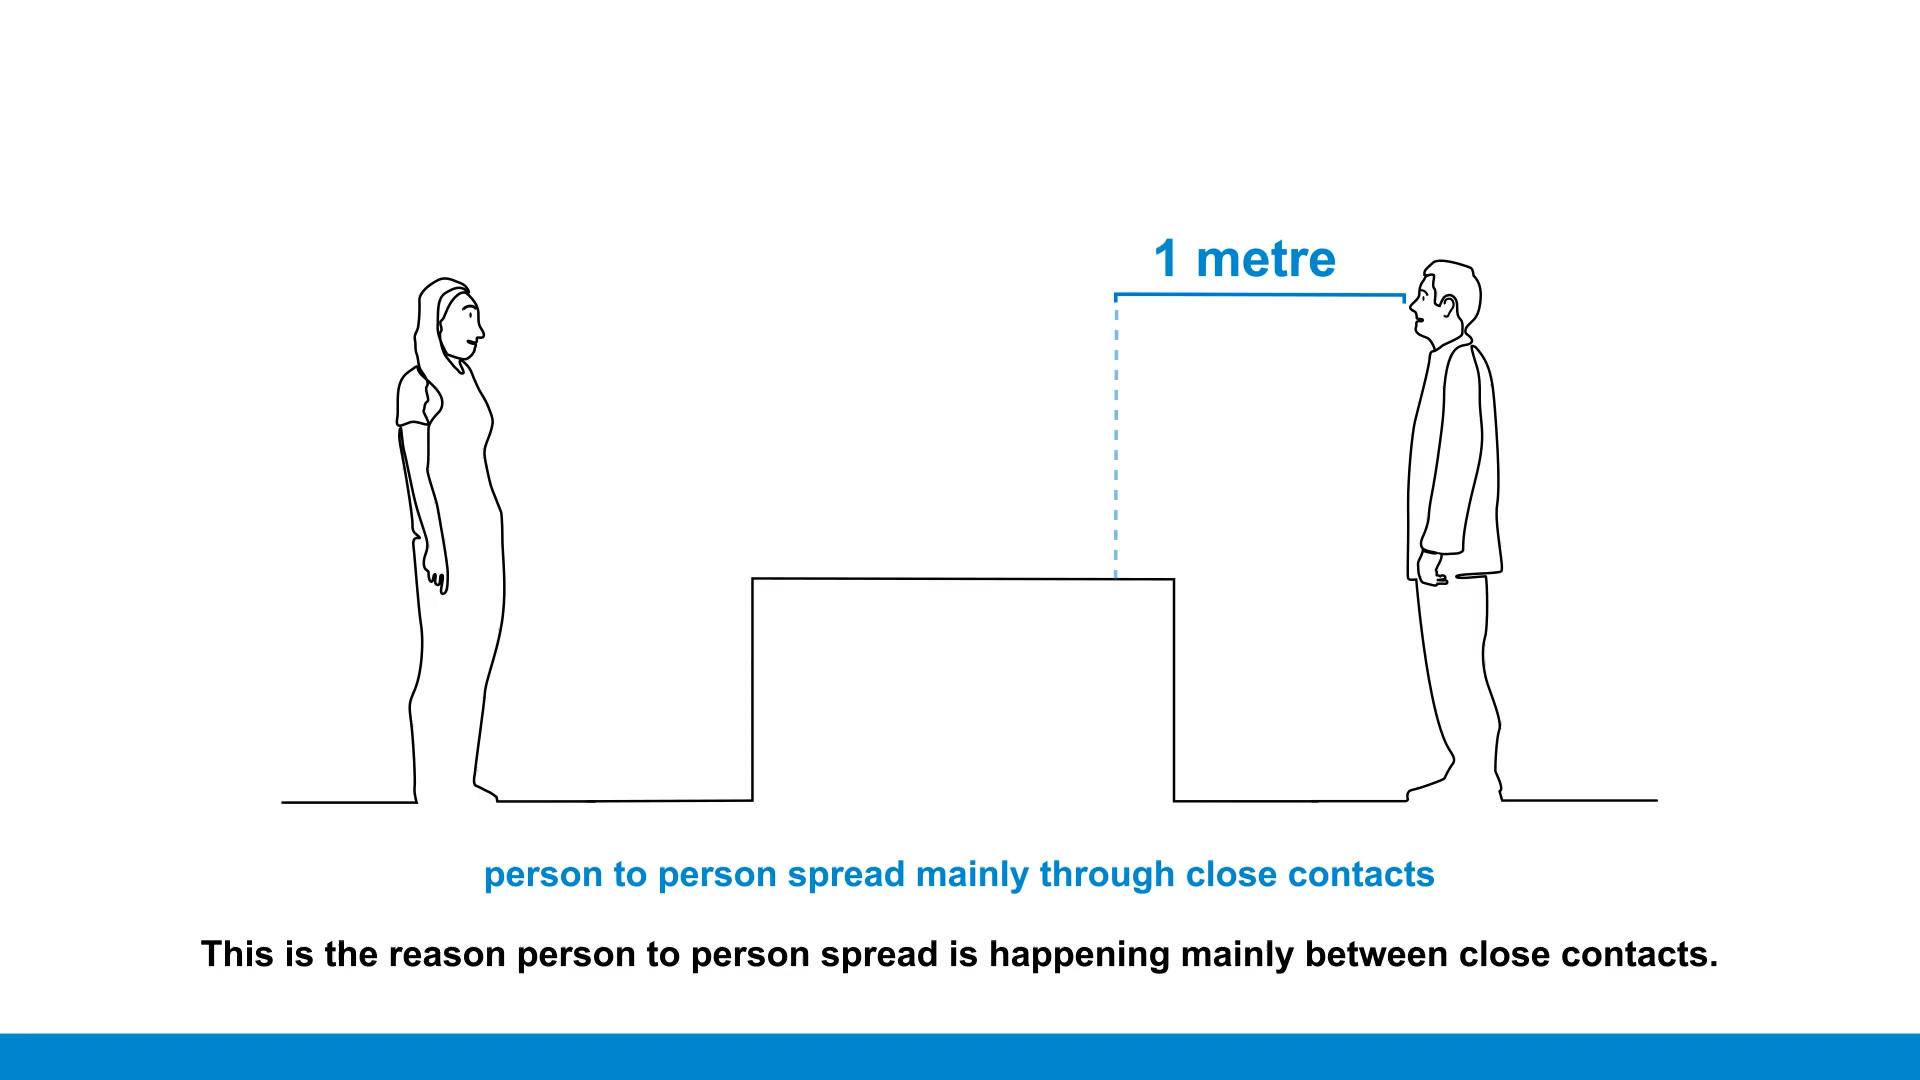 1 metre
person to person spread mainly through close contacts
This is the reason person to person spread is happening mainly between close contacts.